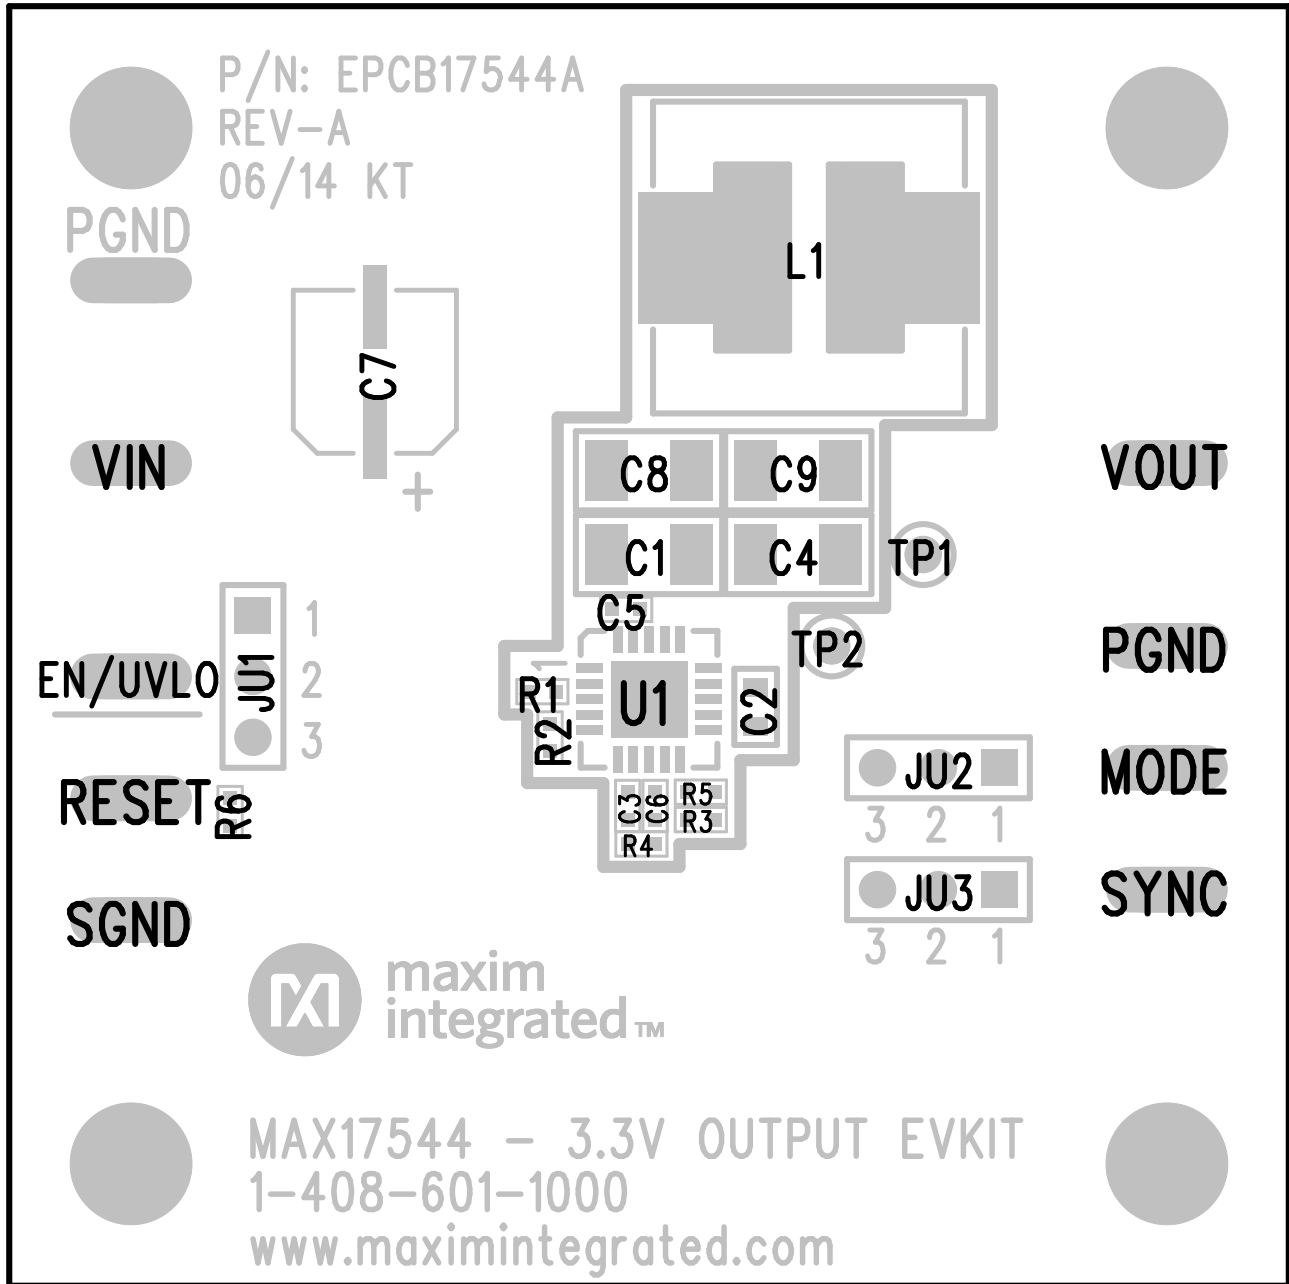 P/N: EPCB17544A
REV-A
06/14 KT
PGND
L1
C7
+
VIN
C8
C9
VOUT
C1
C4
TP1
C5
1
TP2
PGND
EN/UVLO
JU1
2
3
1
R1
U1
C2
R2
JU2
3 2 1
MODE
RESET
R6
C3
C6
R5
R3
R4
JU3
3 2 1
SYNC
SGND
maxim
integrated™
MAX17544 - 3.3V OUTPUT EVKIT
1-408-601-1000
www.maximintegrated.com